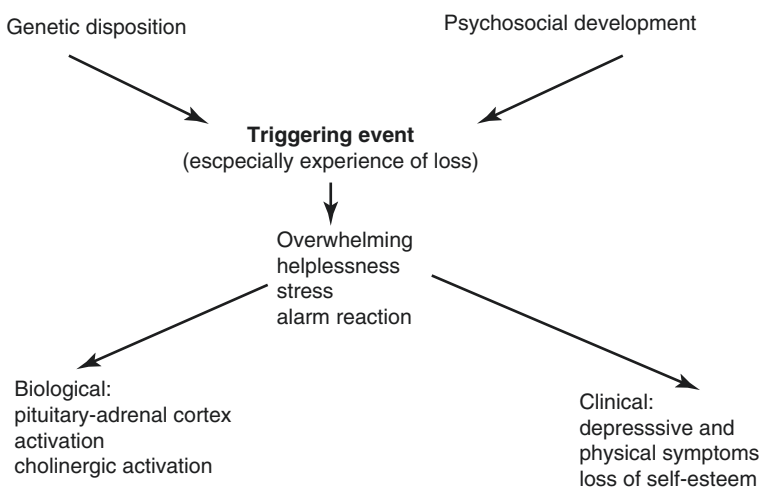 Genetic disposition
Psychosocial development
Triggering event
(escpecially experience of loss)
Overwhelming
helplessness
stress
alarm reaction
Biological:
pituitary-adrenal cortex
activation
cholinergic activation
Clinical:
depresssive and
physical symptoms
loss of self-esteem